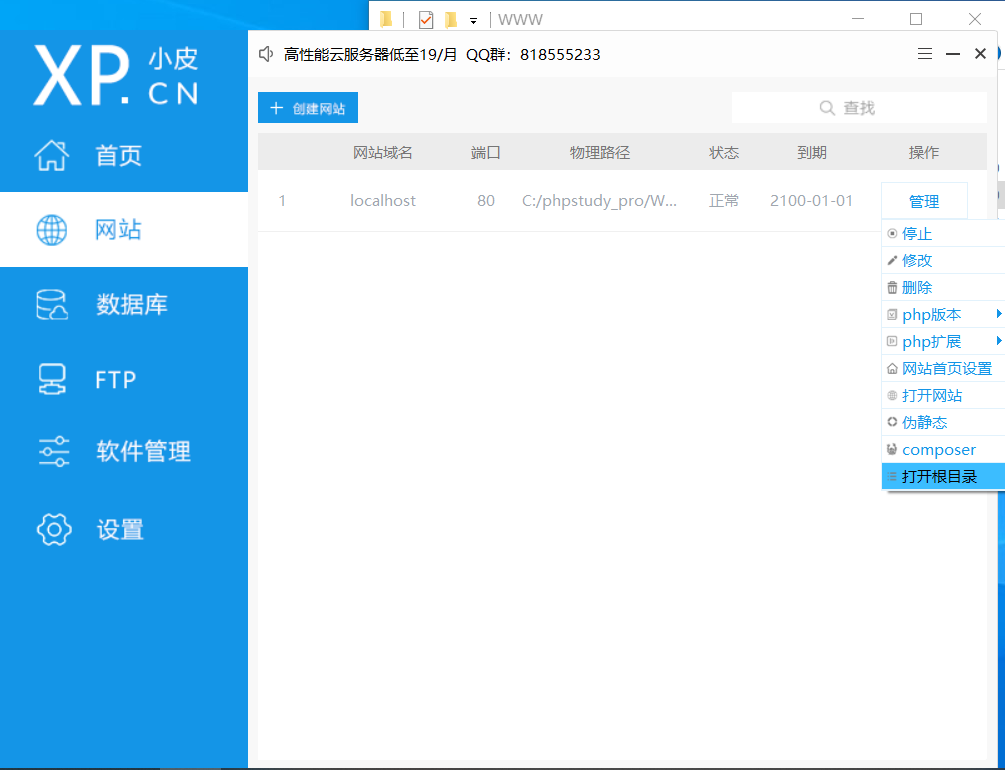 WWW
XP. 小皮
CN
高性能云服务器低至19/月 QQ群：818555233
首页
网站
数据库
FTP
软件管理
设置
创建网站
查找
网站域名 端口 物理路径 状态 到期 操作
1 localhost 80 C:/phpstudy_pro/W... 正常 2100-01-01 管理
停止
修改
删除
php版本
php扩展
网站首页设置
打开网站
伪静态
composer
打开根目录